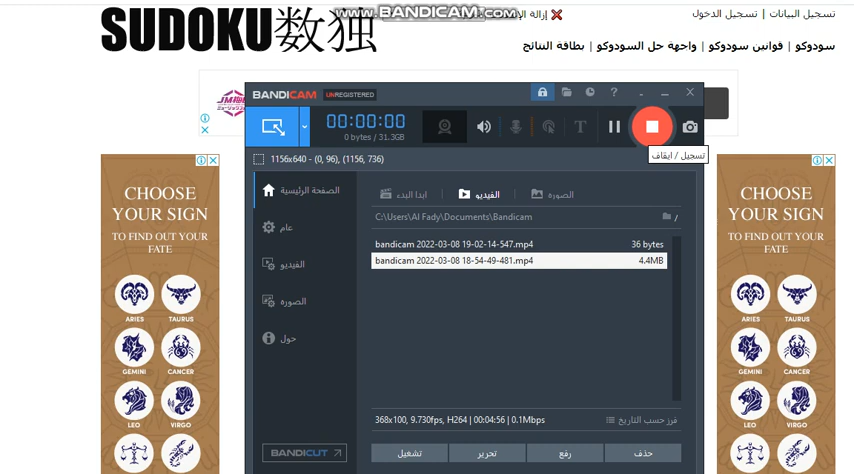 www.BANDICAM.com
SUDOKU数独
إزالة
تسجيل البيانات | تسجيل الدخول
سودوكو | قوانين سودوكو | واجهة حل السودوكو | بطاقة النتائج
BANDICAM UNREGISTERED
00:00:00
0 bytes / 31.3GB
تسجيل / ايقاف
1156x640 - (0, 96), (1156, 736)
الصفحة الرئيسية
عام
الفيديو
الصوره
حول
ابدا البدء
الفيديو
الصوره
C:\Users\Al Fady\Documents\Bandicam
bandicam 2022-03-08 19-02-14-547.mp4 36 bytes
bandicam 2022-03-08 18-54-49-481.mp4 4.4MB
368x100, 9.730fps, H264 | 00:04:56 | 0.1Mbps
فرز حسب التاريخ
BANDICUT
تشغيل
تحرير
رفع
حذف
CHOOSE
YOUR SIGN
TO FIND OUT YOUR
FATE
ARIES TAURUS
GEMINI CANCER
LEO VIRGO
CHOOSE
YOUR SIGN
TO FIND OUT YOUR
FATE
ARIES TAURUS
GEMINI CANCER
LEO VIRGO